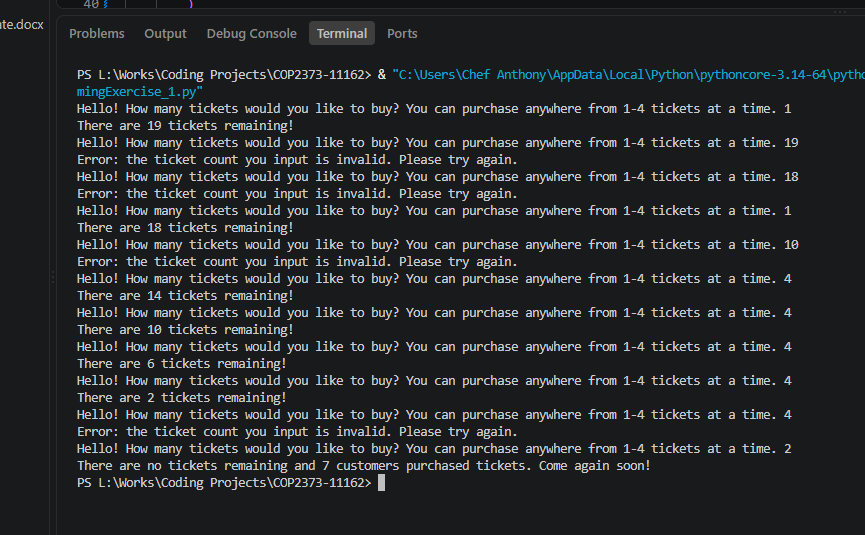 40
nte.docx
Problems Output Debug Console Terminal Ports
PS L:\Works\Coding Projects\COP2373-11162> & "C:\Users\Chef Anthony\AppData\Local\Python\pythoncore-3.14-64\pytho
mingExercise_1.py"
Hello! How many tickets would you like to buy? You can purchase anywhere from 1-4 tickets at a time. 1
There are 19 tickets remaining!
Hello! How many tickets would you like to buy? You can purchase anywhere from 1-4 tickets at a time. 19
Error: the ticket count you input is invalid. Please try again.
Hello! How many tickets would you like to buy? You can purchase anywhere from 1-4 tickets at a time. 18
Error: the ticket count you input is invalid. Please try again.
Hello! How many tickets would you like to buy? You can purchase anywhere from 1-4 tickets at a time. 1
There are 18 tickets remaining!
Hello! How many tickets would you like to buy? You can purchase anywhere from 1-4 tickets at a time. 10
Error: the ticket count you input is invalid. Please try again.
Hello! How many tickets would you like to buy? You can purchase anywhere from 1-4 tickets at a time. 4
There are 14 tickets remaining!
Hello! How many tickets would you like to buy? You can purchase anywhere from 1-4 tickets at a time. 4
There are 10 tickets remaining!
Hello! How many tickets would you like to buy? You can purchase anywhere from 1-4 tickets at a time. 4
There are 6 tickets remaining!
Hello! How many tickets would you like to buy? You can purchase anywhere from 1-4 tickets at a time. 4
There are 2 tickets remaining!
Hello! How many tickets would you like to buy? You can purchase anywhere from 1-4 tickets at a time. 4
Error: the ticket count you input is invalid. Please try again.
Hello! How many tickets would you like to buy? You can purchase anywhere from 1-4 tickets at a time. 2
There are no tickets remaining and 7 customers purchased tickets. Come again soon!
PS L:\Works\Coding Projects\COP2373-11162>